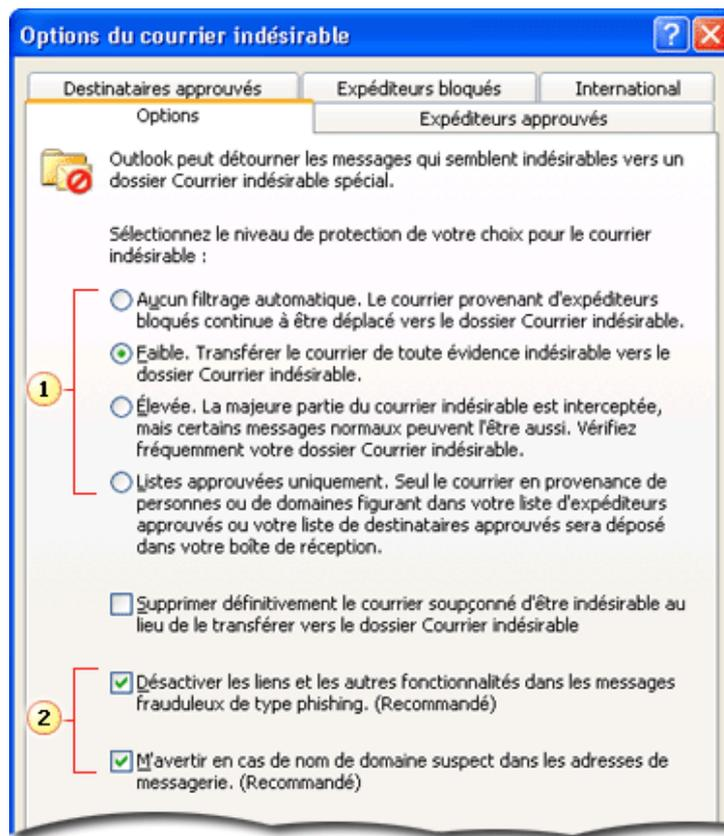 Options du courrier indésirable
?
X
Destinataires approuvés
Expéditeurs bloqués
International
Options
Expéditeurs approuvés
Outlook peut détourner les messages qui semblent indésirables vers un
dossier Courrier indésirable spécial.
Sélectionnez le niveau de protection de votre choix pour le courrier
indésirable :
Aucun filtrage automatique. Le courrier provenant d'expéditeurs
bloqués continue à être déplacé vers le dossier Courrier indésirable.
Faible. Transférer le courrier de toute évidence indésirable vers le
dossier Courrier indésirable.
1
Élevée. La majeure partie du courrier indésirable est interceptée,
mais certains messages normaux peuvent l'être aussi. Vérifiez
fréquemment votre dossier Courrier indésirable.
Listes approuvées uniquement. Seul le courrier en provenance de
personnes ou de domaines figurant dans votre liste d'expéditeurs
approuvés ou votre liste de destinataires approuvés sera déposé
dans votre boîte de réception.
Supprimer définitivement le courrier soupçonné d'être indésirable au
lieu de le transférer vers le dossier Courrier indésirable
Désactiver les liens et les autres fonctionnalités dans les messages
frauduleux de type phishing. (Recommandé)
2
M'avertir en cas de nom de domaine suspect dans les adresses de
messagerie. (Recommandé)